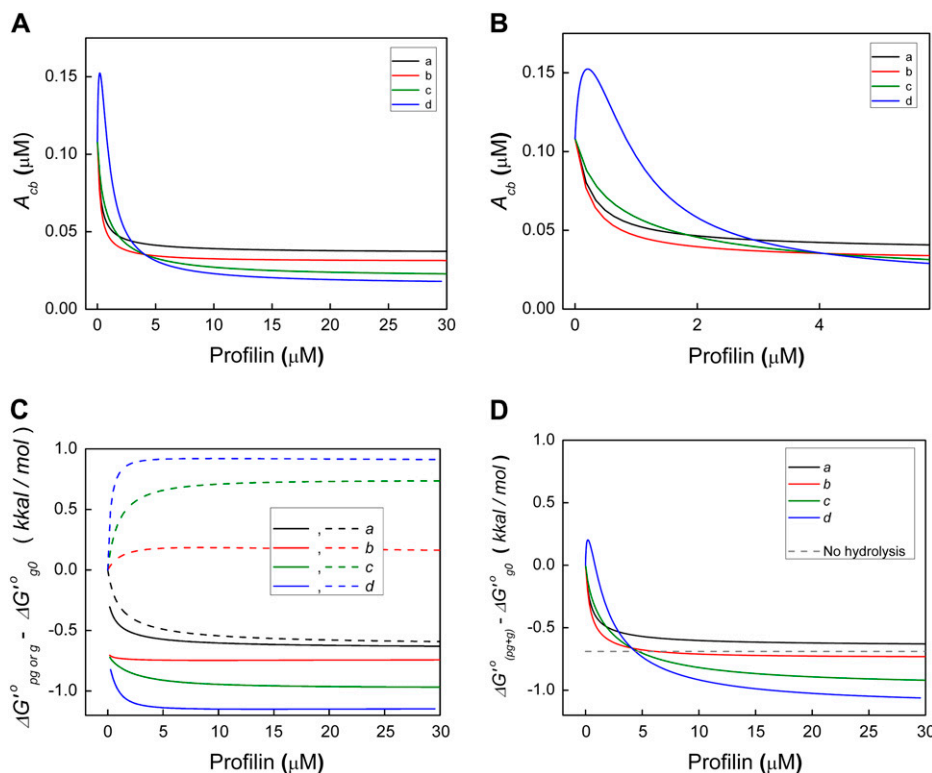 A
A_cb (µM)
0.15
0.10
0.05
0.00
0 5 10 15 20 25 30
Profilin (µM)
a
b
c
d
B
A_cb (µM)
0.15
0.10
0.05
0.00
0 2 4
Profilin (µM)
a
b
c
d
C
ΔG'º pg or g - ΔG'º g0 ( kkal / mol )
1.0
0.5
0.0
-0.5
-1.0
0 5 10 15 20 25 30
Profilin (µM)
, a
, b
, c
, d
D
ΔG'º (pg+g) - ΔG'º g0 ( kkal / mol )
1.0
0.5
0.0
-0.5
-1.0
0 5 10 15 20 25 30
Profilin (µM)
a
b
c
d
No hydrolysis